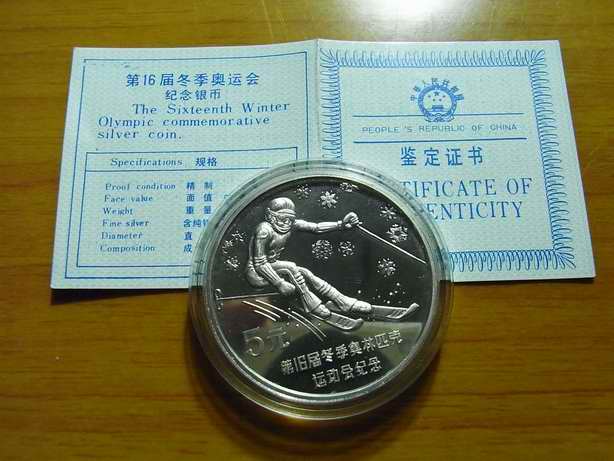 第16届冬季奥运会
纪念银币
The Sixteenth Winter
Olympic commemorative
silver coin.
Specifications 规格
Proof condition 精 制
Face value 面 值
Weight 重 量
Fine silver 含纯
Diameter 直
Composition 成
PEOPLE'S REPUBLIC OF CHINA
鉴定证书
OF
5元
第16届冬季奥林匹克
运动会纪念